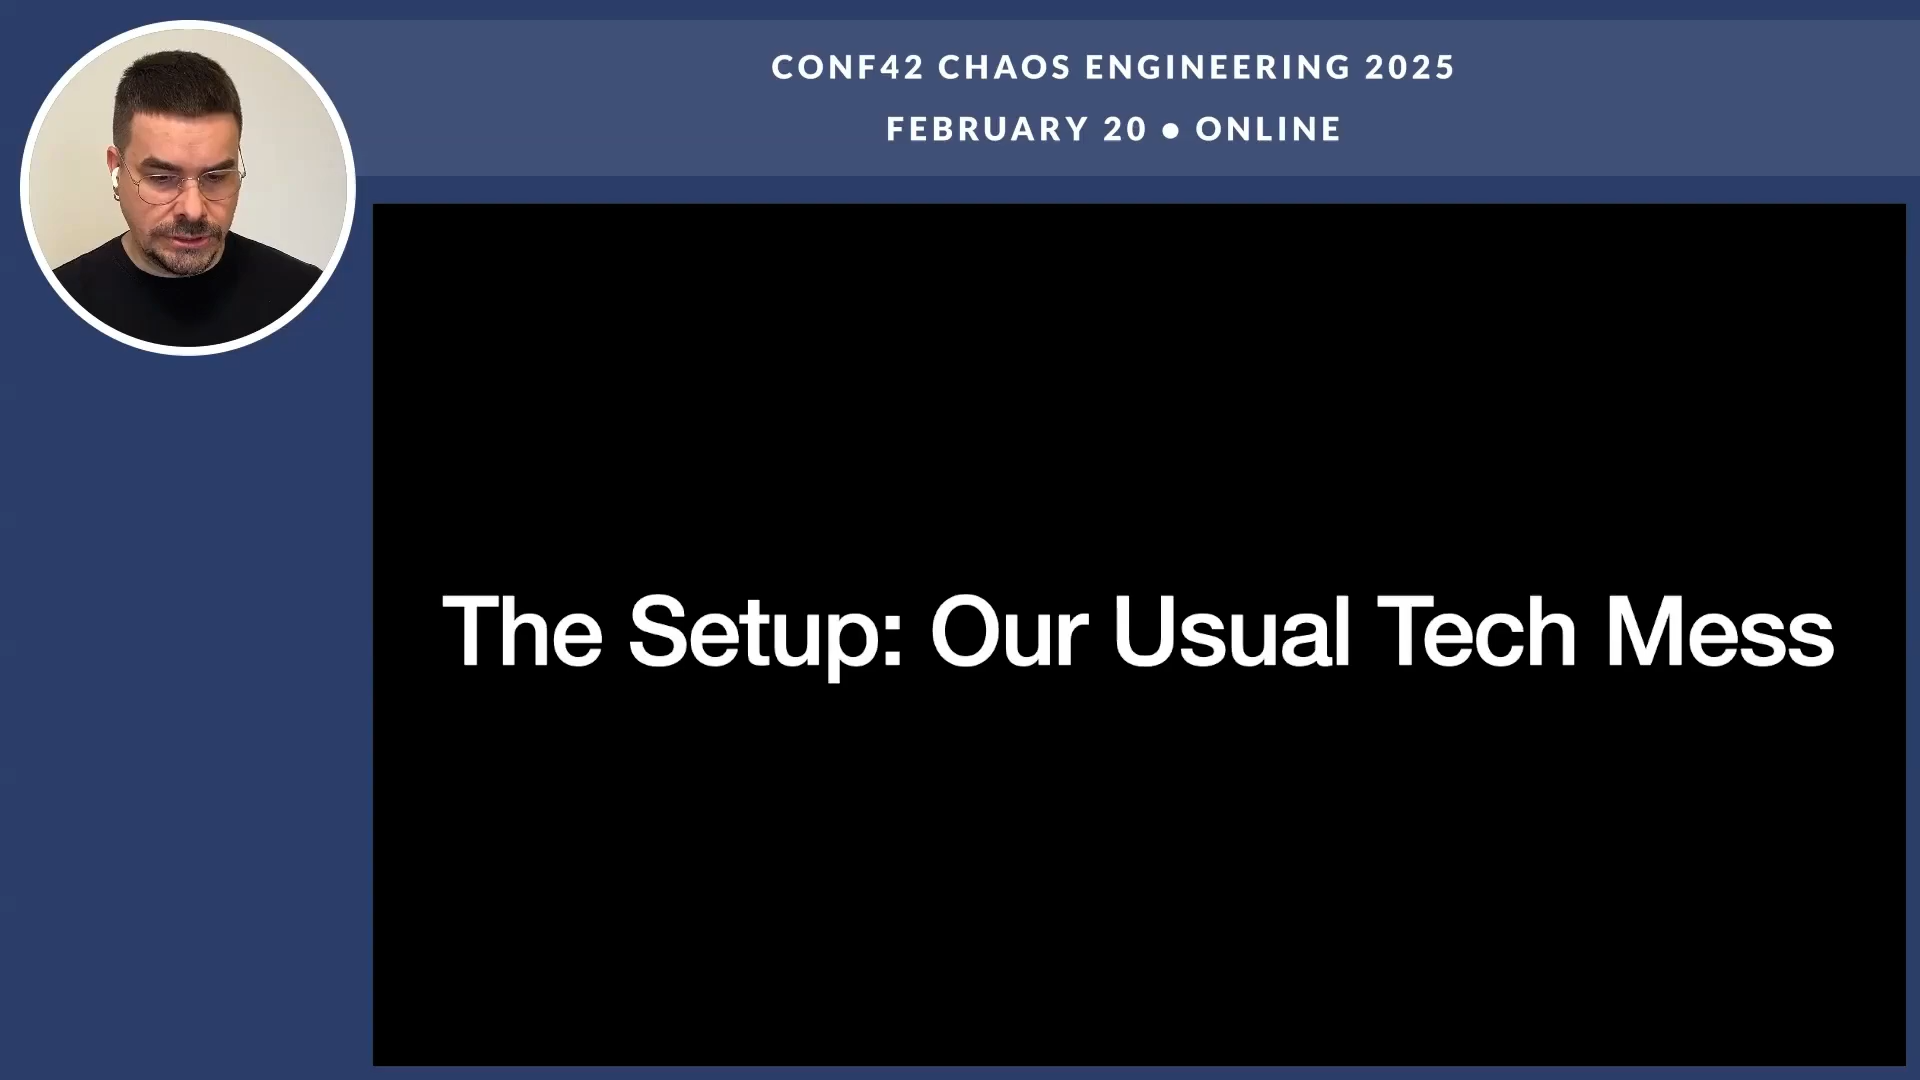 CONF42 CHAOS ENGINEERING 2025
FEBRUARY 20 ● ONLINE
The Setup: Our Usual Tech Mess